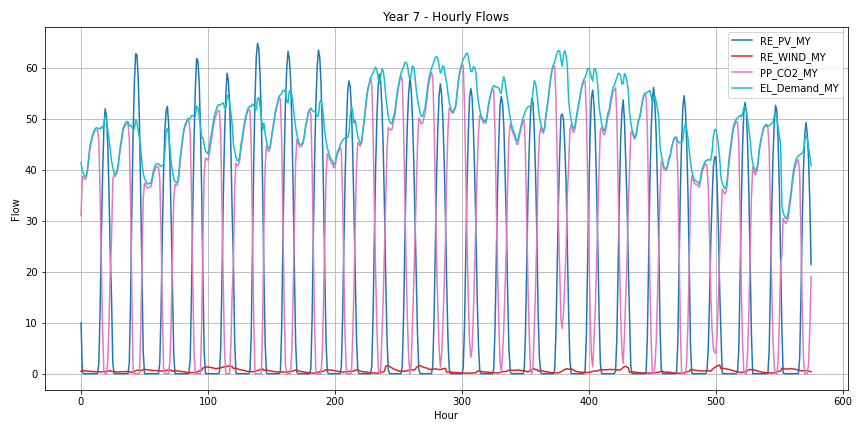 Year 7 - Hourly Flows
RE_PV_MY
RE_WIND_MY
PP_CO2_MY
EL_Demand_MY
Flow
60
50
40
30
20
10
0
0 100 200 300 400 500 600
Hour